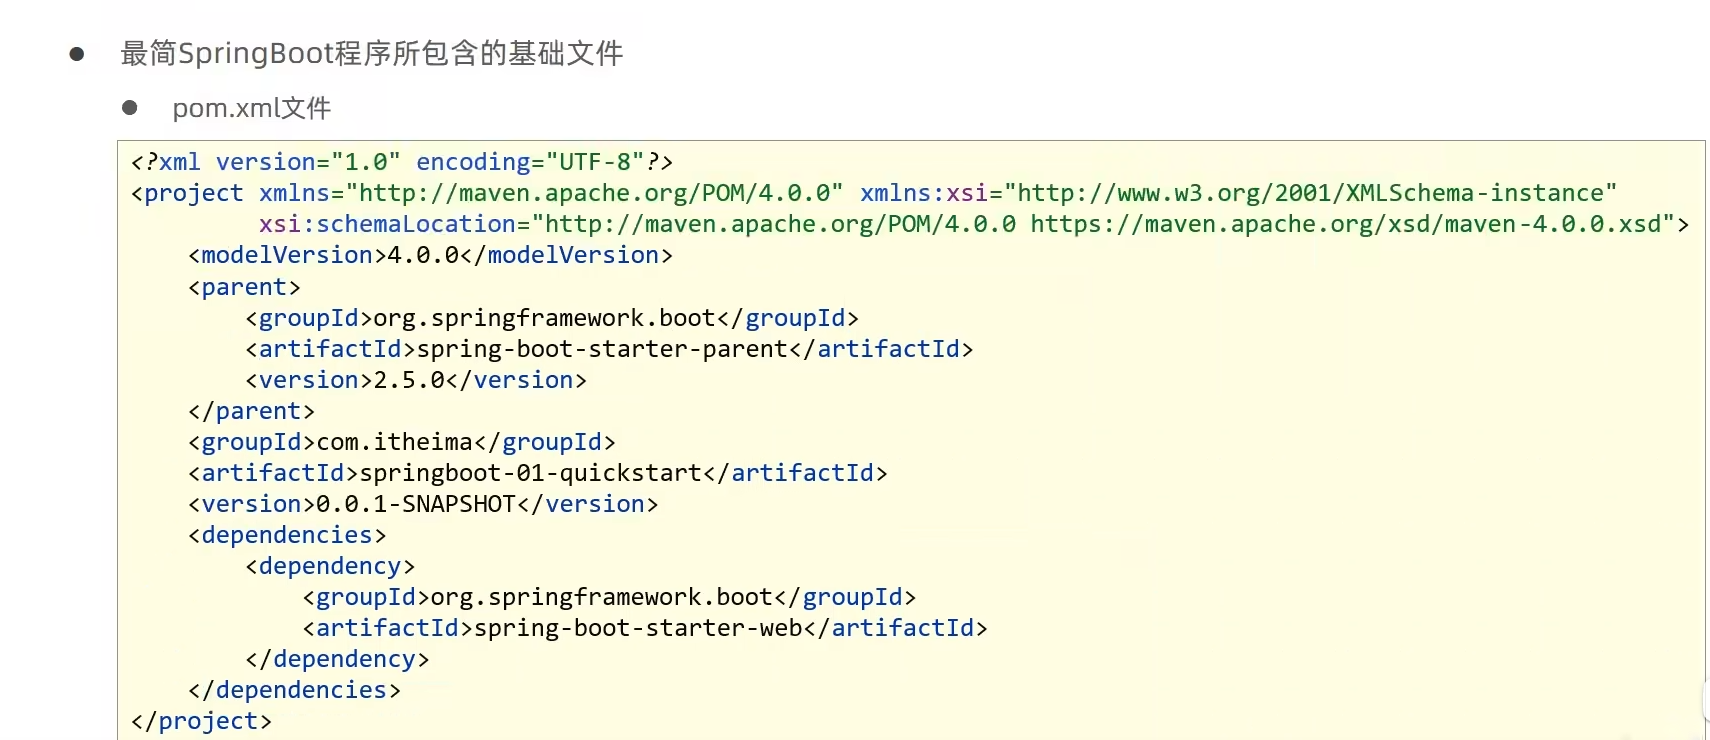 最简SpringBoot程序所包含的基础文件
pom.xml文件
<?xml version="1.0" encoding="UTF-8"?>
<project xmlns="http://maven.apache.org/POM/4.0.0" xmlns:xsi="http://www.w3.org/2001/XMLSchema-instance"
         xsi:schemaLocation="http://maven.apache.org/POM/4.0.0 https://maven.apache.org/xsd/maven-4.0.0.xsd">
    <modelVersion>4.0.0</modelVersion>
    <parent>
        <groupId>org.springframework.boot</groupId>
        <artifactId>spring-boot-starter-parent</artifactId>
        <version>2.5.0</version>
    </parent>
    <groupId>com.itheima</groupId>
    <artifactId>springboot-01-quickstart</artifactId>
    <version>0.0.1-SNAPSHOT</version>
    <dependencies>
        <dependency>
            <groupId>org.springframework.boot</groupId>
            <artifactId>spring-boot-starter-web</artifactId>
        </dependency>
    </dependencies>
</project>